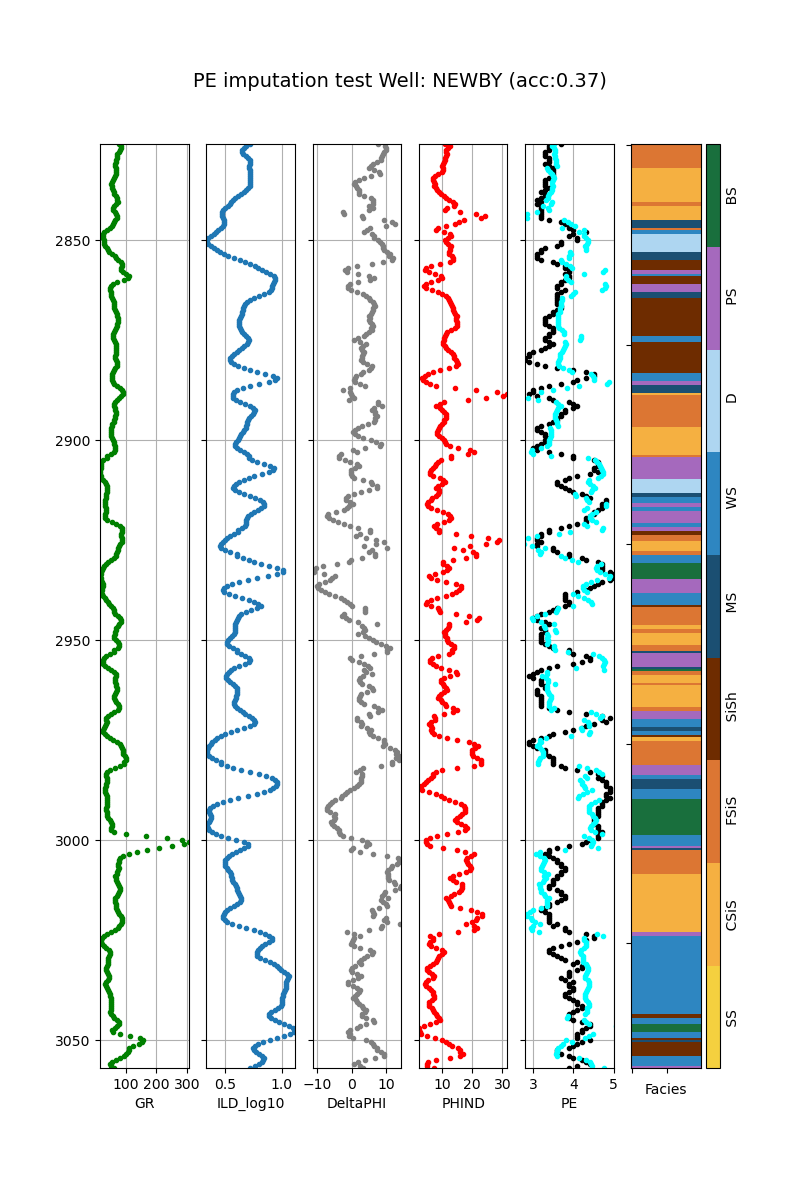 PE imputation test Well: NEWBY (acc:0.37)
2850
2900
2950
3000
3050
100 200 300
0.5 1.0
−10 0 10
10 20 30
3 4 5
GR
ILD_log10
DeltaPHI
PHIND
PE
Facies
BS
PS
D
WS
MS
SiSh
FSiS
CSiS
SS